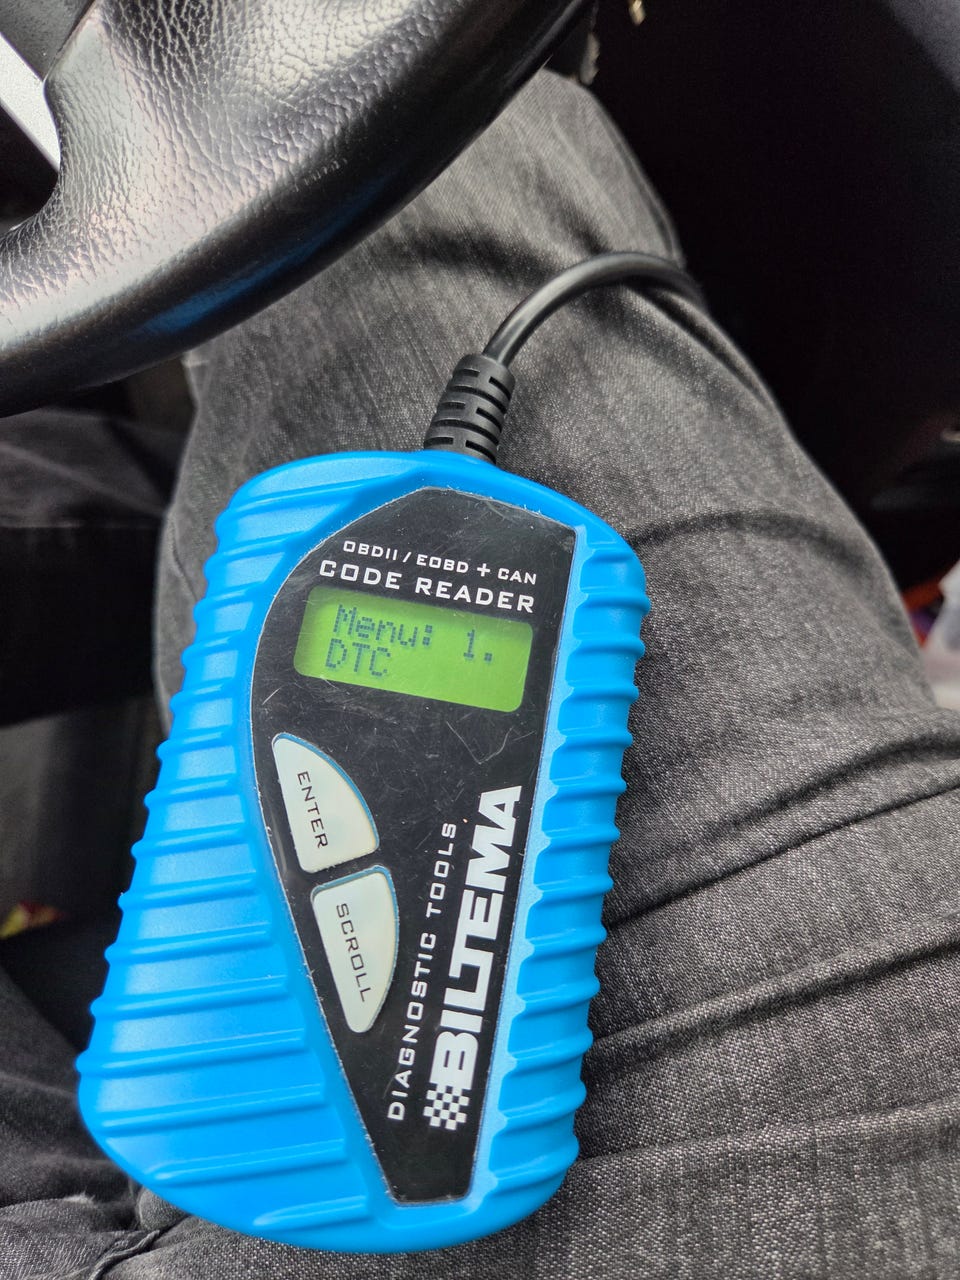 OBDII / EOBD + CAN
CODE READER
Menu: 1.
DTC
ENTER
SCROLL
DIAGNOSTIC TOOLS
BILTEMA